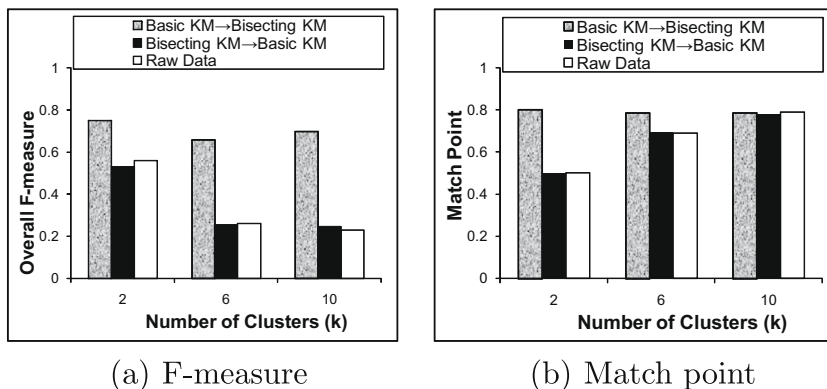 Basic KM→Bisecting KM
Bisecting KM→Basic KM
Raw Data
1
0.8
0.6
0.4
0.2
0
Overall F-measure
2 6 10
Number of Clusters (k)
(a) F-measure
Basic KM→Bisecting KM
Bisecting KM→Basic KM
Raw Data
1
0.8
0.6
0.4
0.2
0
Match Point
2 6 10
Number of Clusters (k)
(b) Match point